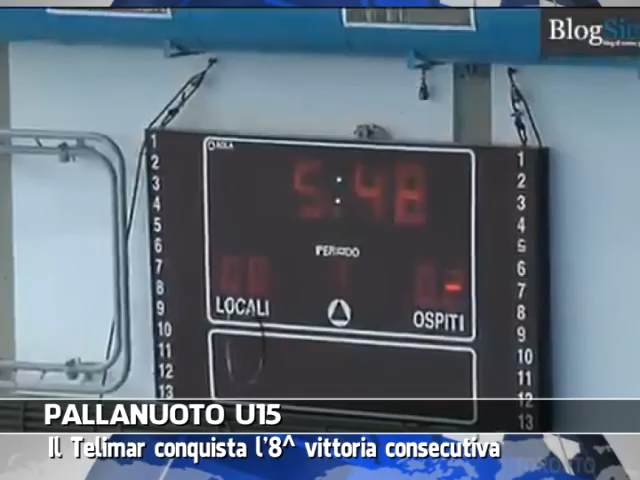 BlogSi
AOLA
5:48
PERIODO
LOCALI
OSPITI
1 1
2 2
3 3
4 4
5 5
6 6
7 7
8 8
9 9
10 10
11 11
12 12
13 13
PALLANUOTO U15
Il Telimar conquista l'8^ vittoria consecutiva